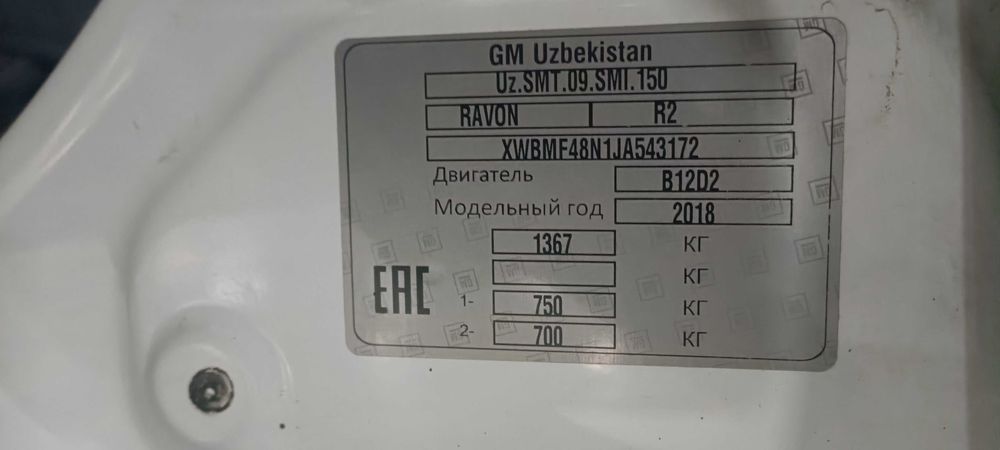 GM Uzbekistan
Uz.SMT.09.SMI.150
RAVON R2
XWBMF48N1JA543172
Двигатель B12D2
Модельный год 2018
1367 КГ
КГ
EAC
1- 750 КГ
2- 700 КГ